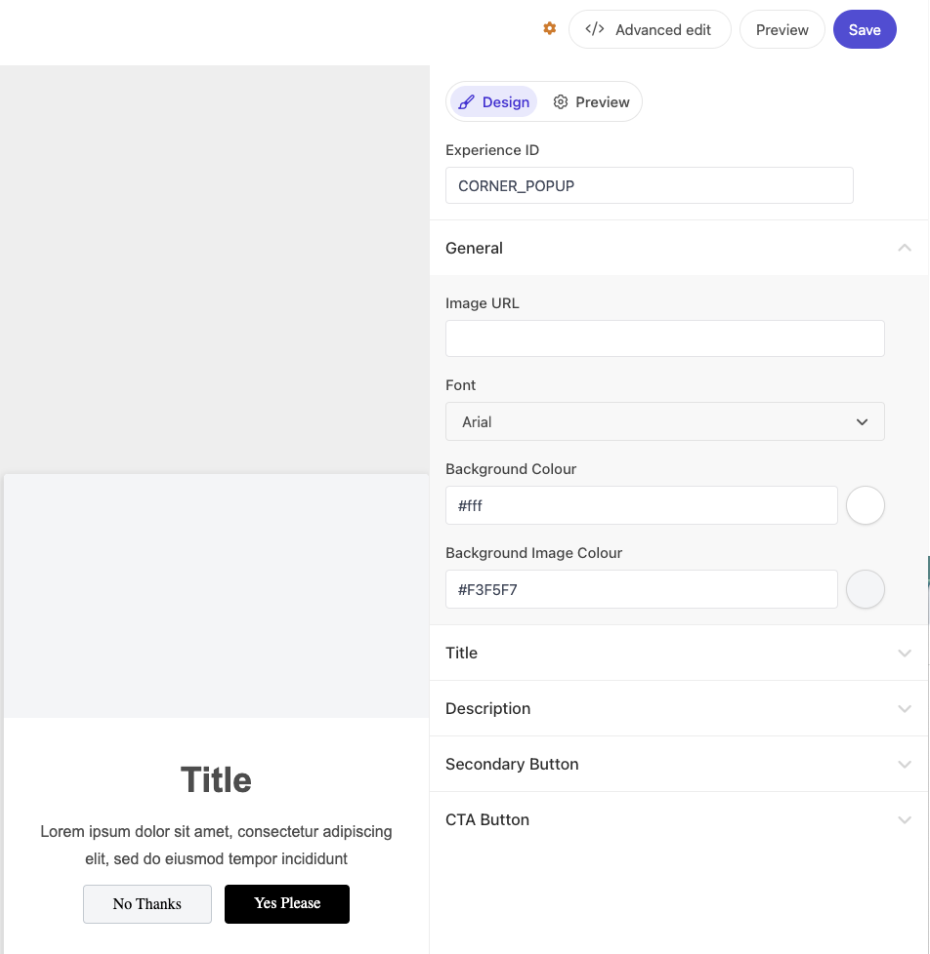 </> Advanced edit
Preview
Save
Design
Preview
Experience ID
CORNER_POPUP
General
Image URL
Font
Arial
Background Colour
#fff
Background Image Colour
#F3F5F7
Title
Description
Secondary Button
CTA Button
Title
Lorem ipsum dolor sit amet, consectetur adipiscing
elit, sed do eiusmod tempor incididunt
No Thanks
Yes Please